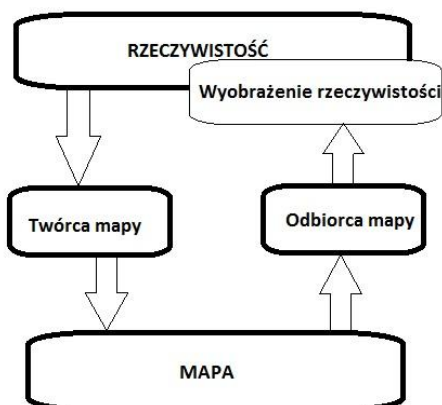 RZECZYWISTOŚĆ
Wyobrażenie rzeczywistości
Twórca mapy
Odbiorca mapy
MAPA